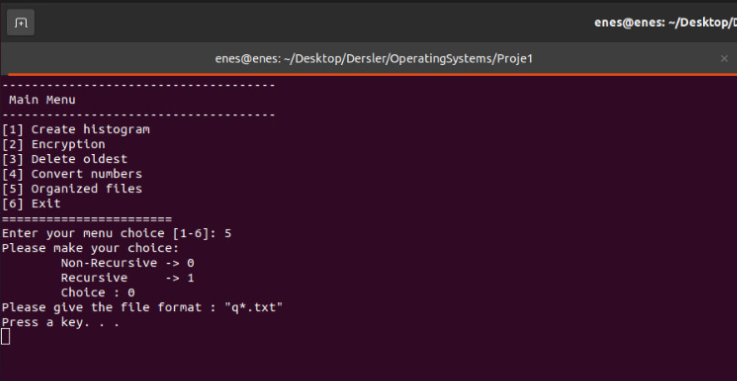 enes@enes: ~/Desktop/D
enes@enes: ~/Desktop/Dersler/OperatingSystems/Proje1
-------------------------------------
 Main Menu
-------------------------------------
[1] Create histogram
[2] Encryption
[3] Delete oldest
[4] Convert numbers
[5] Organized files
[6] Exit
=======================
Enter your menu choice [1-6]: 5
Please make your choice:
        Non-Recursive -> 0
        Recursive     -> 1
        Choice : 0
Please give the file format : "q*.txt"
Press a key. . .